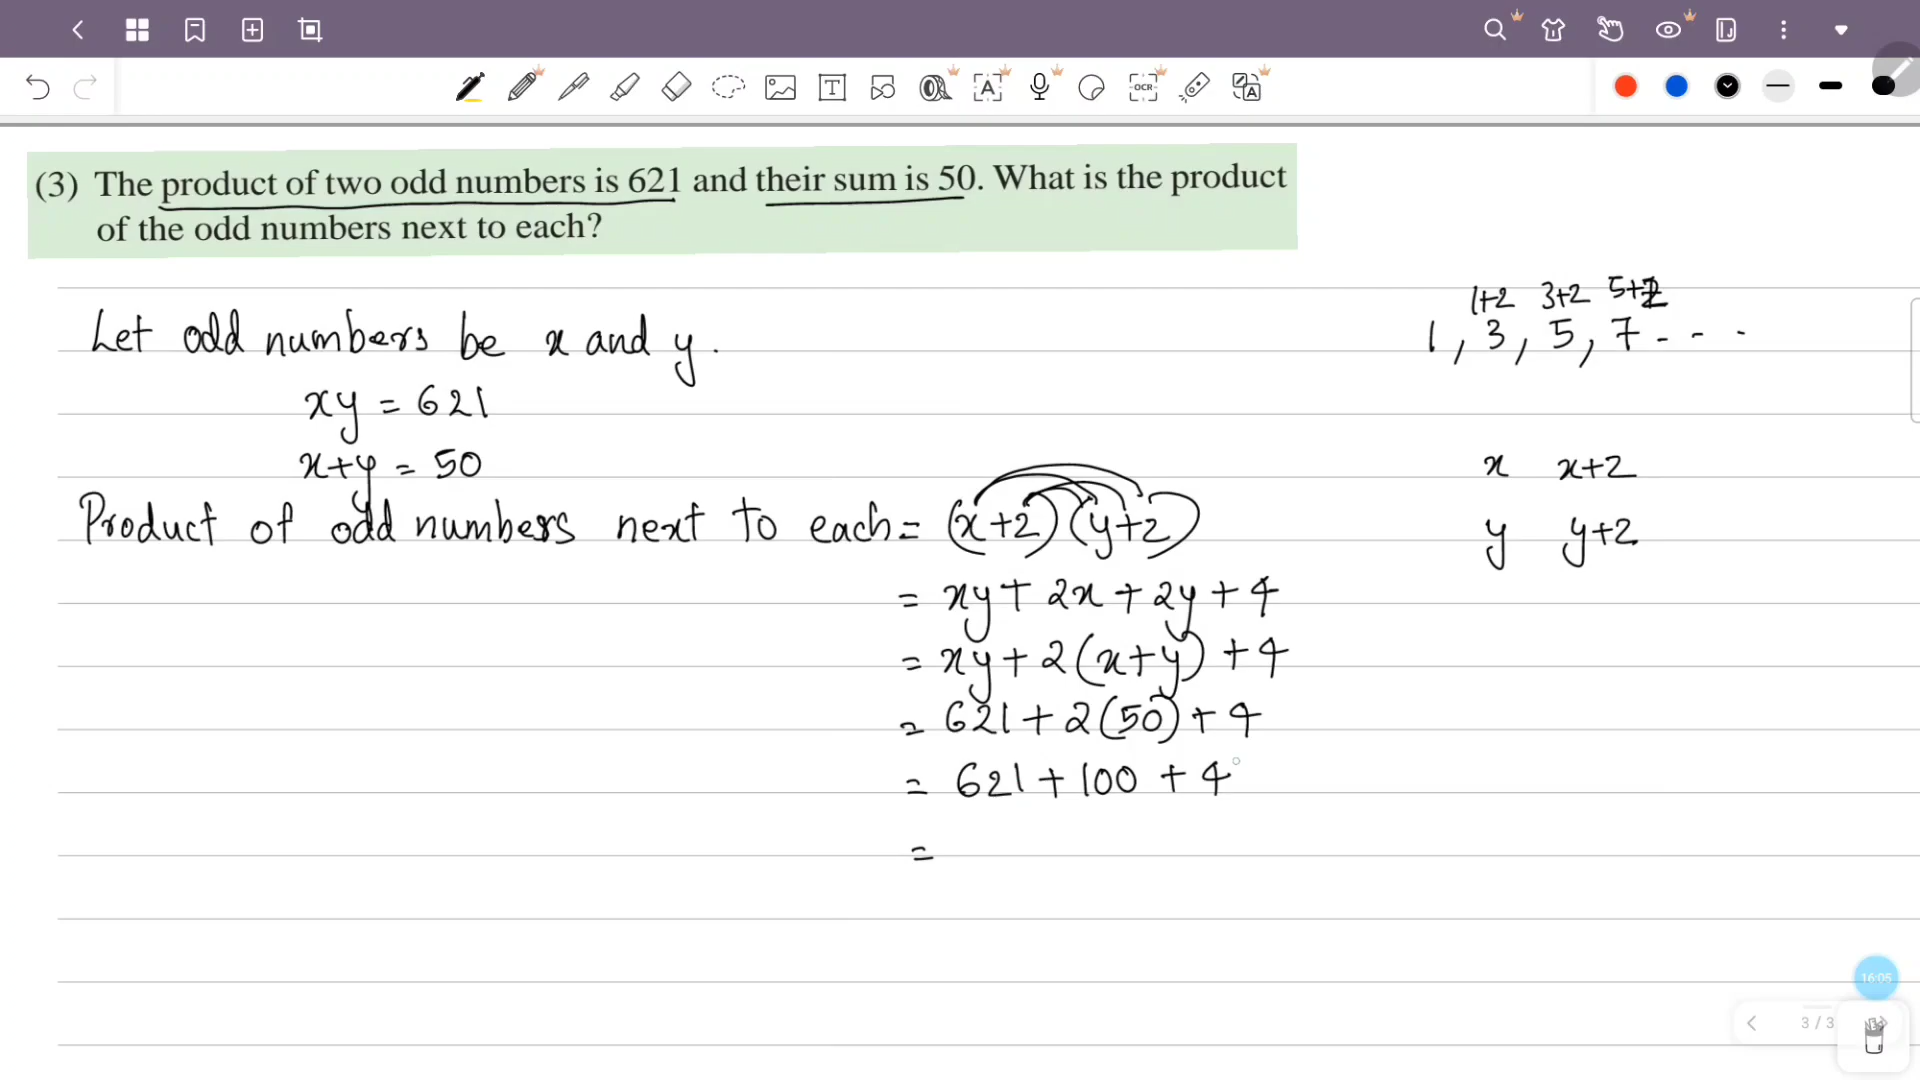 OCR
(3) The product of two odd numbers is 621 and their sum is 50. What is the product
of the odd numbers next to each?
1+2 3+2 5+2
1, 3, 5, 7 - - -
Let odd numbers be x and y.
xy = 621
x+y = 50
x x+2
Product of odd numbers next to each = (x+2)(y+2)
y y+2
= xy + 2x + 2y + 4
= xy + 2(x+y) + 4
= 621 + 2(50) + 4
= 621 + 100 + 4
=
16:05
3 / 3